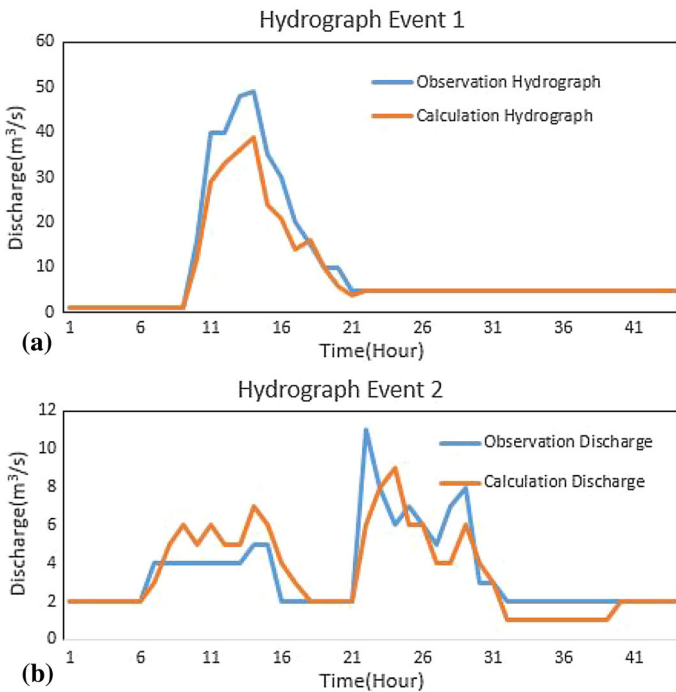 Hydrograph Event 1
60
50
40
30
20
10
0
Discharge(m³/s)
Observation Hydrograph
Calculation Hydrograph
1 6 11 16 21 26 31 36 41
(a)
Time(Hour)
Hydrograph Event 2
12
10
8
6
4
2
0
Discharge(m³/s)
Observation Discharge
Calculation Discharge
1 6 11 16 21 26 31 36 41
(b)
Time(Hour)